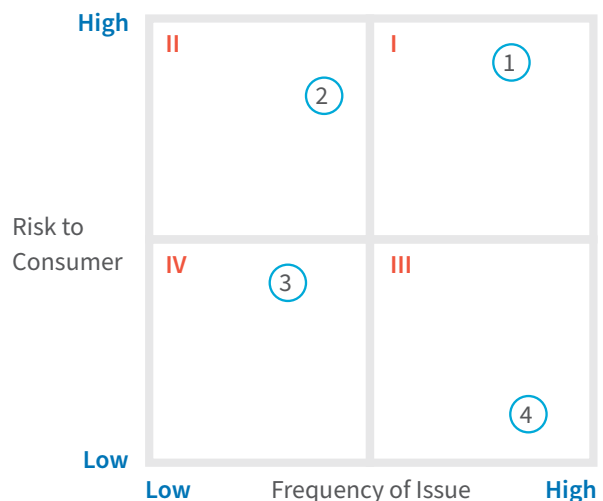 High
II
I
1
2
Risk to
Consumer
IV
III
3
4
Low
Low Frequency of Issue High